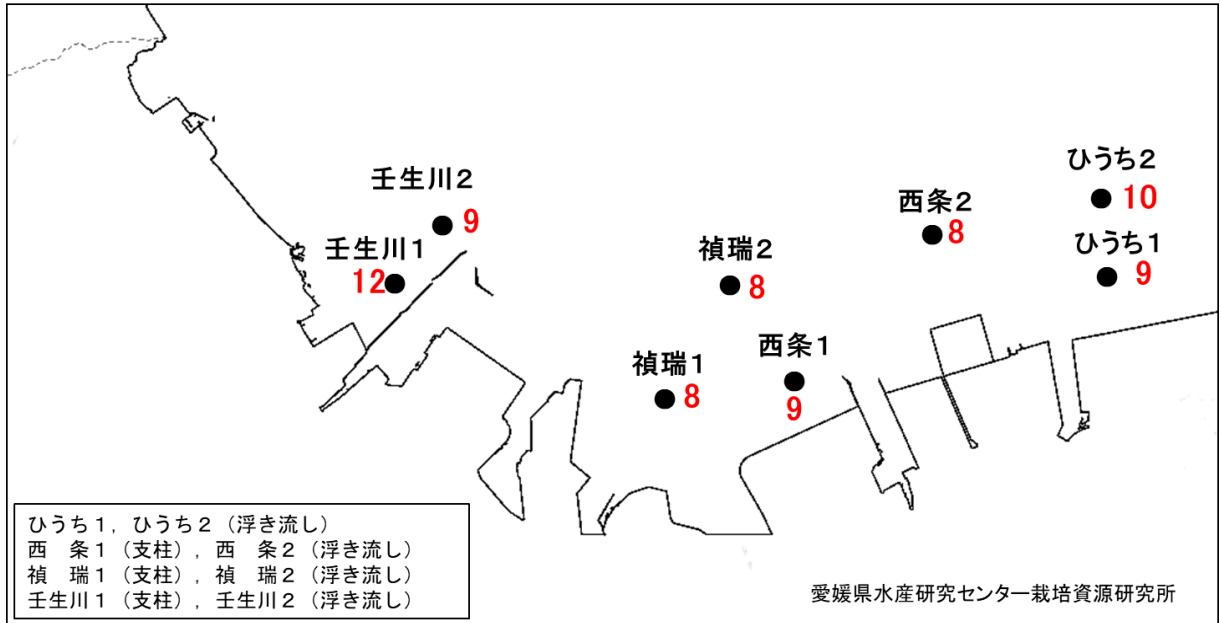 ひうち2
10
壬生川2
9
西条2
8
壬生川1
12
禎瑞2
8
ひうち1
9
禎瑞1
8
西条1
9
ひうち1,ひうち2(浮き流し)
西 条1(支柱),西 条2(浮き流し)
禎 瑞1(支柱),禎 瑞2(浮き流し)
壬生川1(支柱),壬生川2(浮き流し)
愛媛県水産研究センター栽培資源研究所